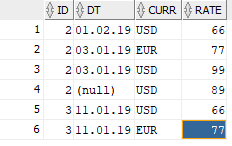 ID DT CURR RATE
1 2 01.02.19 USD 66
2 2 03.01.19 EUR 77
3 2 03.01.19 USD 99
4 2 (null) USD 89
5 3 11.01.19 USD 66
6 3 11.01.19 EUR 77